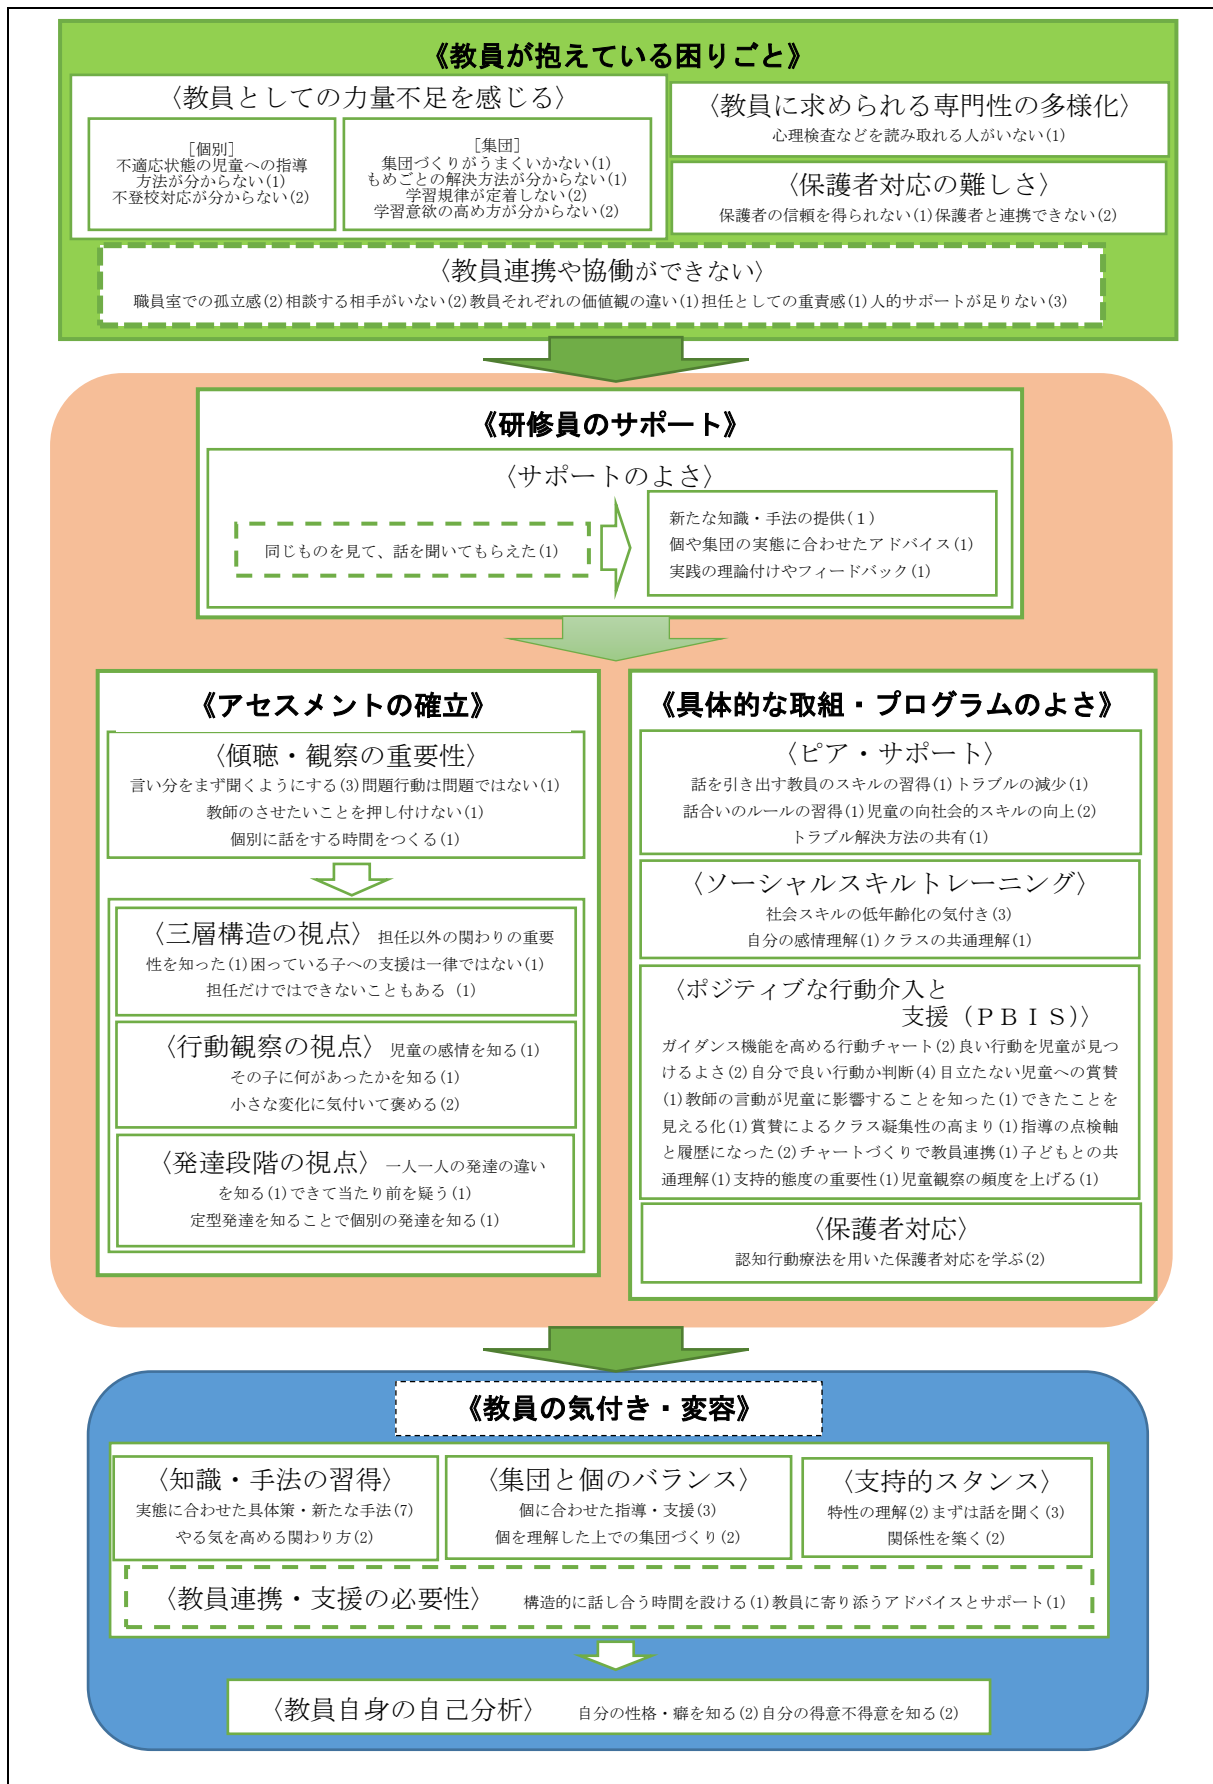 《教員が抱えている困りごと》
〈教員としての力量不足を感じる〉
［個別］
不適応状態の児童への指導
方法が分からない(1)
不登校対応が分からない(2)
［集団］
集団づくりがうまくいかない(1)
もめごとの解決方法が分からない(1)
学習規律が定着しない(2)
学習意欲の高め方が分からない(2)
〈教員に求められる専門性の多様化〉
心理検査などを読み取れる人がいない(1)
〈保護者対応の難しさ〉
保護者の信頼を得られない(1)保護者と連携できない(2)
〈教員連携や協働ができない〉
職員室での孤立感(2)相談する相手がいない(2)教員それぞれの価値観の違い(1)担任としての重責感(1)人的サポートが足りない(3)
《研修員のサポート》
〈サポートのよさ〉
同じものを見て、話を聞いてもらえた(1)
新たな知識・手法の提供(１)
個や集団の実態に合わせたアドバイス(1)
実践の理論付けやフィードバック(1)
《アセスメントの確立》
〈傾聴・観察の重要性〉
言い分をまず聞くようにする(3)問題行動は問題ではない(1)
教師のさせたいことを押し付けない(1)
個別に話をする時間をつくる(1)
〈三層構造の視点〉担任以外の関わりの重要
性を知った(1)困っている子への支援は一律ではない(1)
担任だけではできないこともある（1）
〈行動観察の視点〉児童の感情を知る(1)
その子に何があったかを知る(1)
小さな変化に気付いて褒める(2)
〈発達段階の視点〉一人一人の発達の違い
を知る(1)できて当たり前を疑う(1)
定型発達を知ることで個別の発達を知る(1)
《具体的な取組・プログラムのよさ》
〈ピア・サポート〉
話を引き出す教員のスキルの習得(1)トラブルの減少(1)
話合いのルールの習得(1)児童の向社会的スキルの向上(2)
トラブル解決方法の共有(1)
〈ソーシャルスキルトレーニング〉
社会スキルの低年齢化の気付き(3)
自分の感情理解(1)クラスの共通理解(1)
〈ポジティブな行動介入と
支援（ＰＢＩＳ)〉
ガイダンス機能を高める行動チャート(2)良い行動を児童が見つ
けるよさ(2)自分で良い行動か判断(4)目立たない児童への賞賛
(1)教師の言動が児童に影響することを知った(1)できたことを
見える化(1)賞賛によるクラス凝集性の高まり(1)指導の点検軸
と履歴になった(2)チャートづくりで教員連携(1)子どもとの共
通理解(1)支持的態度の重要性(1)児童観察の頻度を上げる(1)
〈保護者対応〉
認知行動療法を用いた保護者対応を学ぶ(2)
《教員の気付き・変容》
〈知識・手法の習得〉
実態に合わせた具体策・新たな手法(7)
やる気を高める関わり方(2)
〈集団と個のバランス〉
個に合わせた指導・支援(3)
個を理解した上での集団づくり(2)
〈支持的スタンス〉
特性の理解(2)まずは話を聞く(3)
関係性を築く(2)
〈教員連携・支援の必要性〉 構造的に話し合う時間を設ける(1)教員に寄り添うアドバイスとサポート(1)
〈教員自身の自己分析〉 自分の性格・癖を知る(2)自分の得意不得意を知る(2)